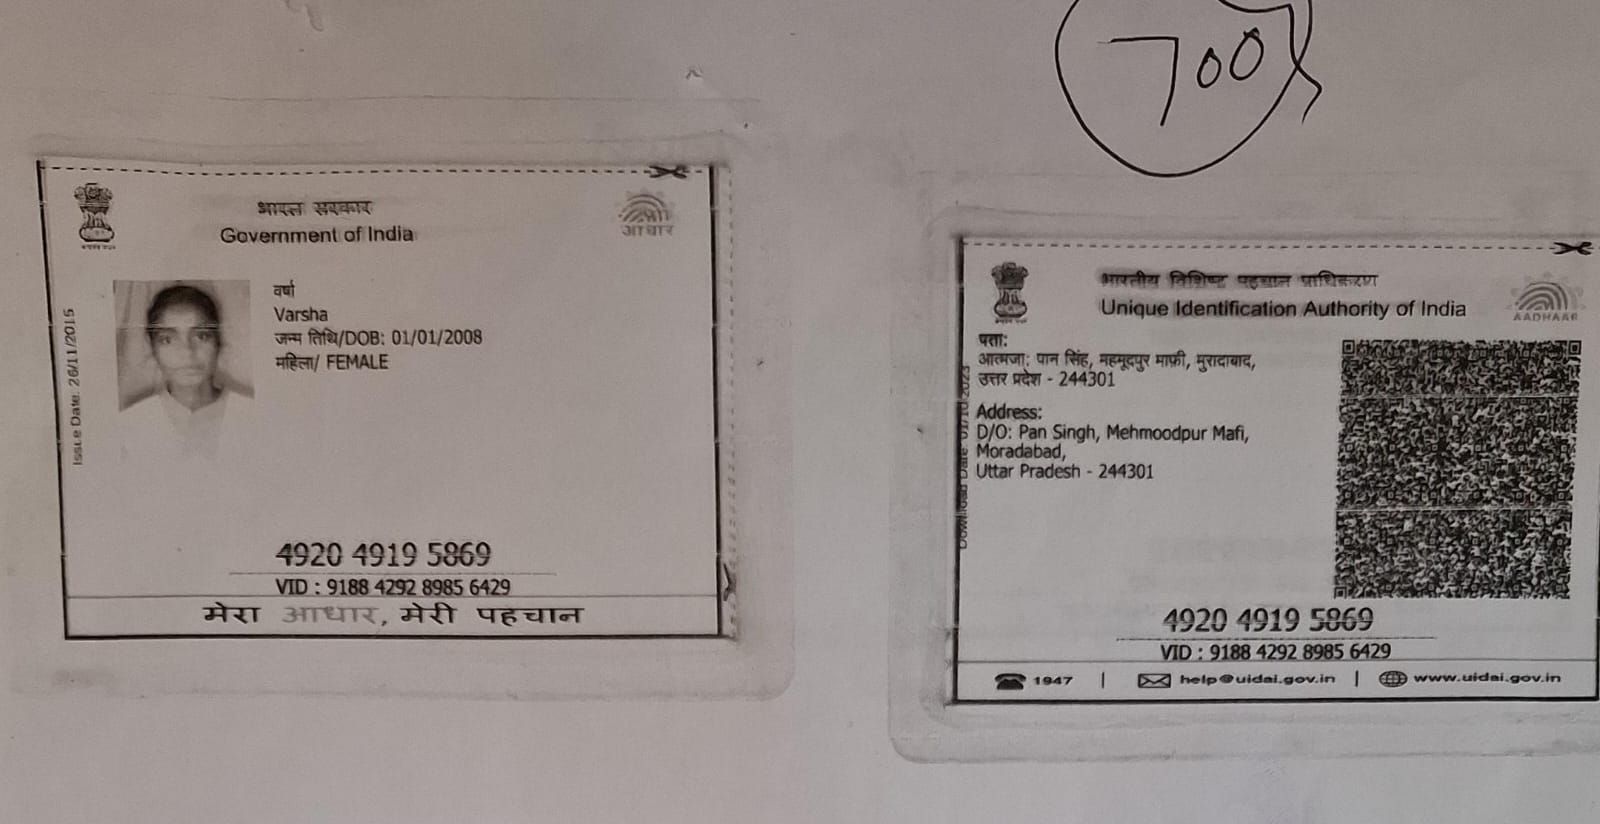 700
भारत सरकार
Government of India
आधार
Issue Date: 26/11/2015
वर्षा
Varsha
जन्म तिथि/DOB: 01/01/2008
महिला/ FEMALE
4920 4919 5869
VID : 9188 4292 8985 6429
मेरा आधार, मेरी पहचान
भारतीय विशिष्ट पहचान प्राधिकरण
Unique Identification Authority of India
AADHAAR
पता:
आत्मजा: पान सिंह, महमूदपुर माफ़ी, मुरादाबाद,
उत्तर प्रदेश - 244301
Address:
D/O: Pan Singh, Mehmoodpur Mafi,
Moradabad,
Uttar Pradesh - 244301
Download Date
4920 4919 5869
VID : 9188 4292 8985 6429
1947 | help@uidai.gov.in | www.uidai.gov.in